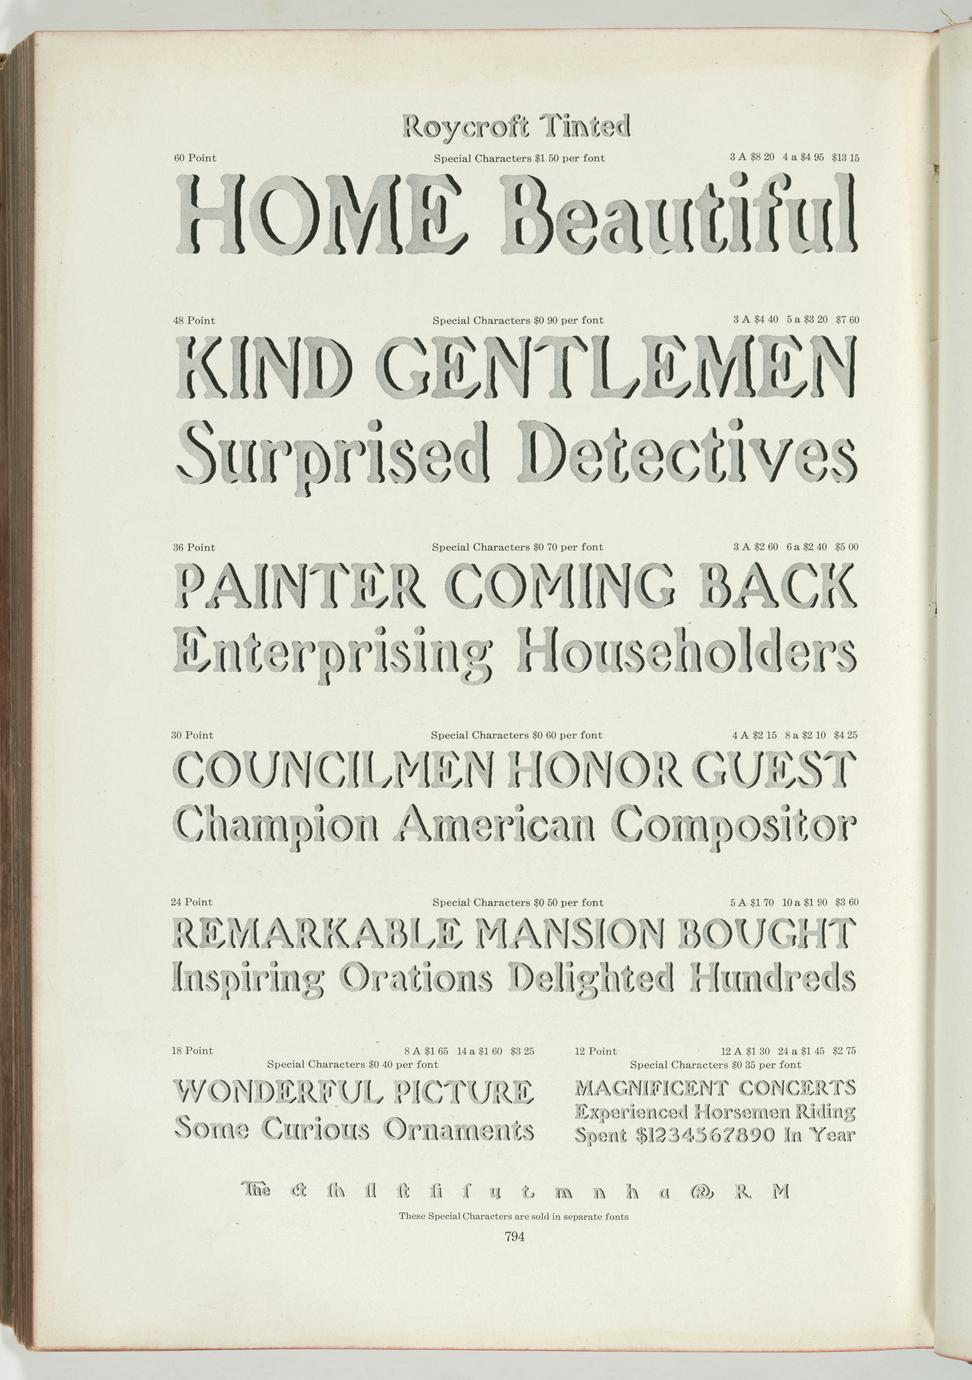 Roycroft Tinted
60 Point Special Characters $1 50 per font 3 A $8 20 4 a $4 95 $13 15
HOME Beautiful
48 Point Special Characters $0 90 per font 3 A $4 40 5 a $3 20 $7 60
KIND GENTLEMEN
Surprised Detectives
36 Point Special Characters $0 70 per font 3 A $2 60 6 a $2 40 $5 00
PAINTER COMING BACK
Enterprising Householders
30 Point Special Characters $0 60 per font 4 A $2 15 8 a $2 10 $4 25
COUNCILMEN HONOR GUEST
Champion American Compositor
24 Point Special Characters $0 50 per font 5 A $1 70 10 a $1 90 $3 60
REMARKABLE MANSION BOUGHT
Inspiring Orations Delighted Hundreds
18 Point 8 A $1 65 14 a $1 60 $3 25
Special Characters $0 40 per font
WONDERFUL PICTURE
Some Curious Ornaments
12 Point 12 A $1 30 24 a $1 45 $2 75
Special Characters $0 35 per font
MAGNIFICENT CONCERTS
Experienced Horsemen Riding
Spent $1234567890 In Year
The ct fh fl ft fi f u t m n h a R M
These Special Characters are sold in separate fonts
794